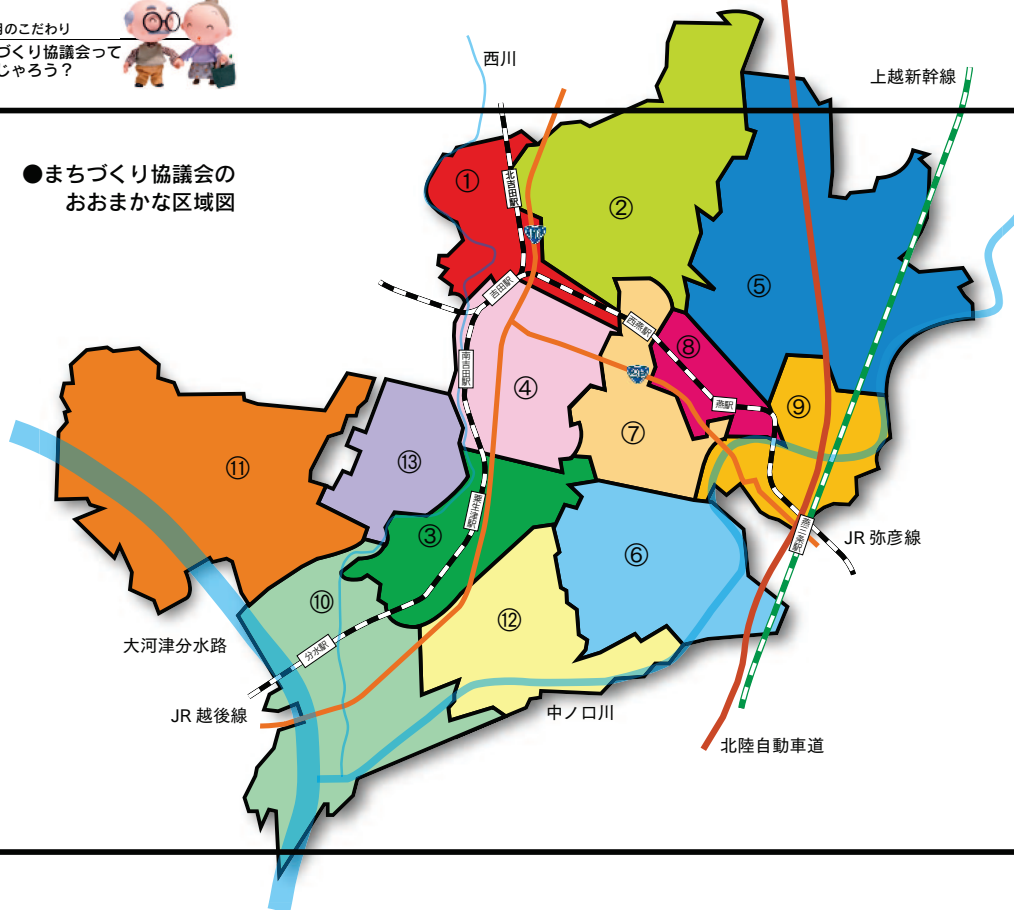 のこだわり
づくり協議会って
じゃろう？
西川
上越新幹線
●まちづくり協議会の
おおまかな区域図
①
北吉田駅
②
⑤
吉田駅
西燕駅
⑧
南吉田駅
④
燕駅
⑨
⑦
⑪
⑬
粟生津駅
③
燕三条駅
JR 弥彦線
⑥
⑩
⑫
大河津分水路
分水駅
JR 越後線
中ノ口川
北陸自動車道